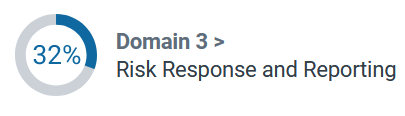 32%
Domain 3 >
Risk Response and Reporting